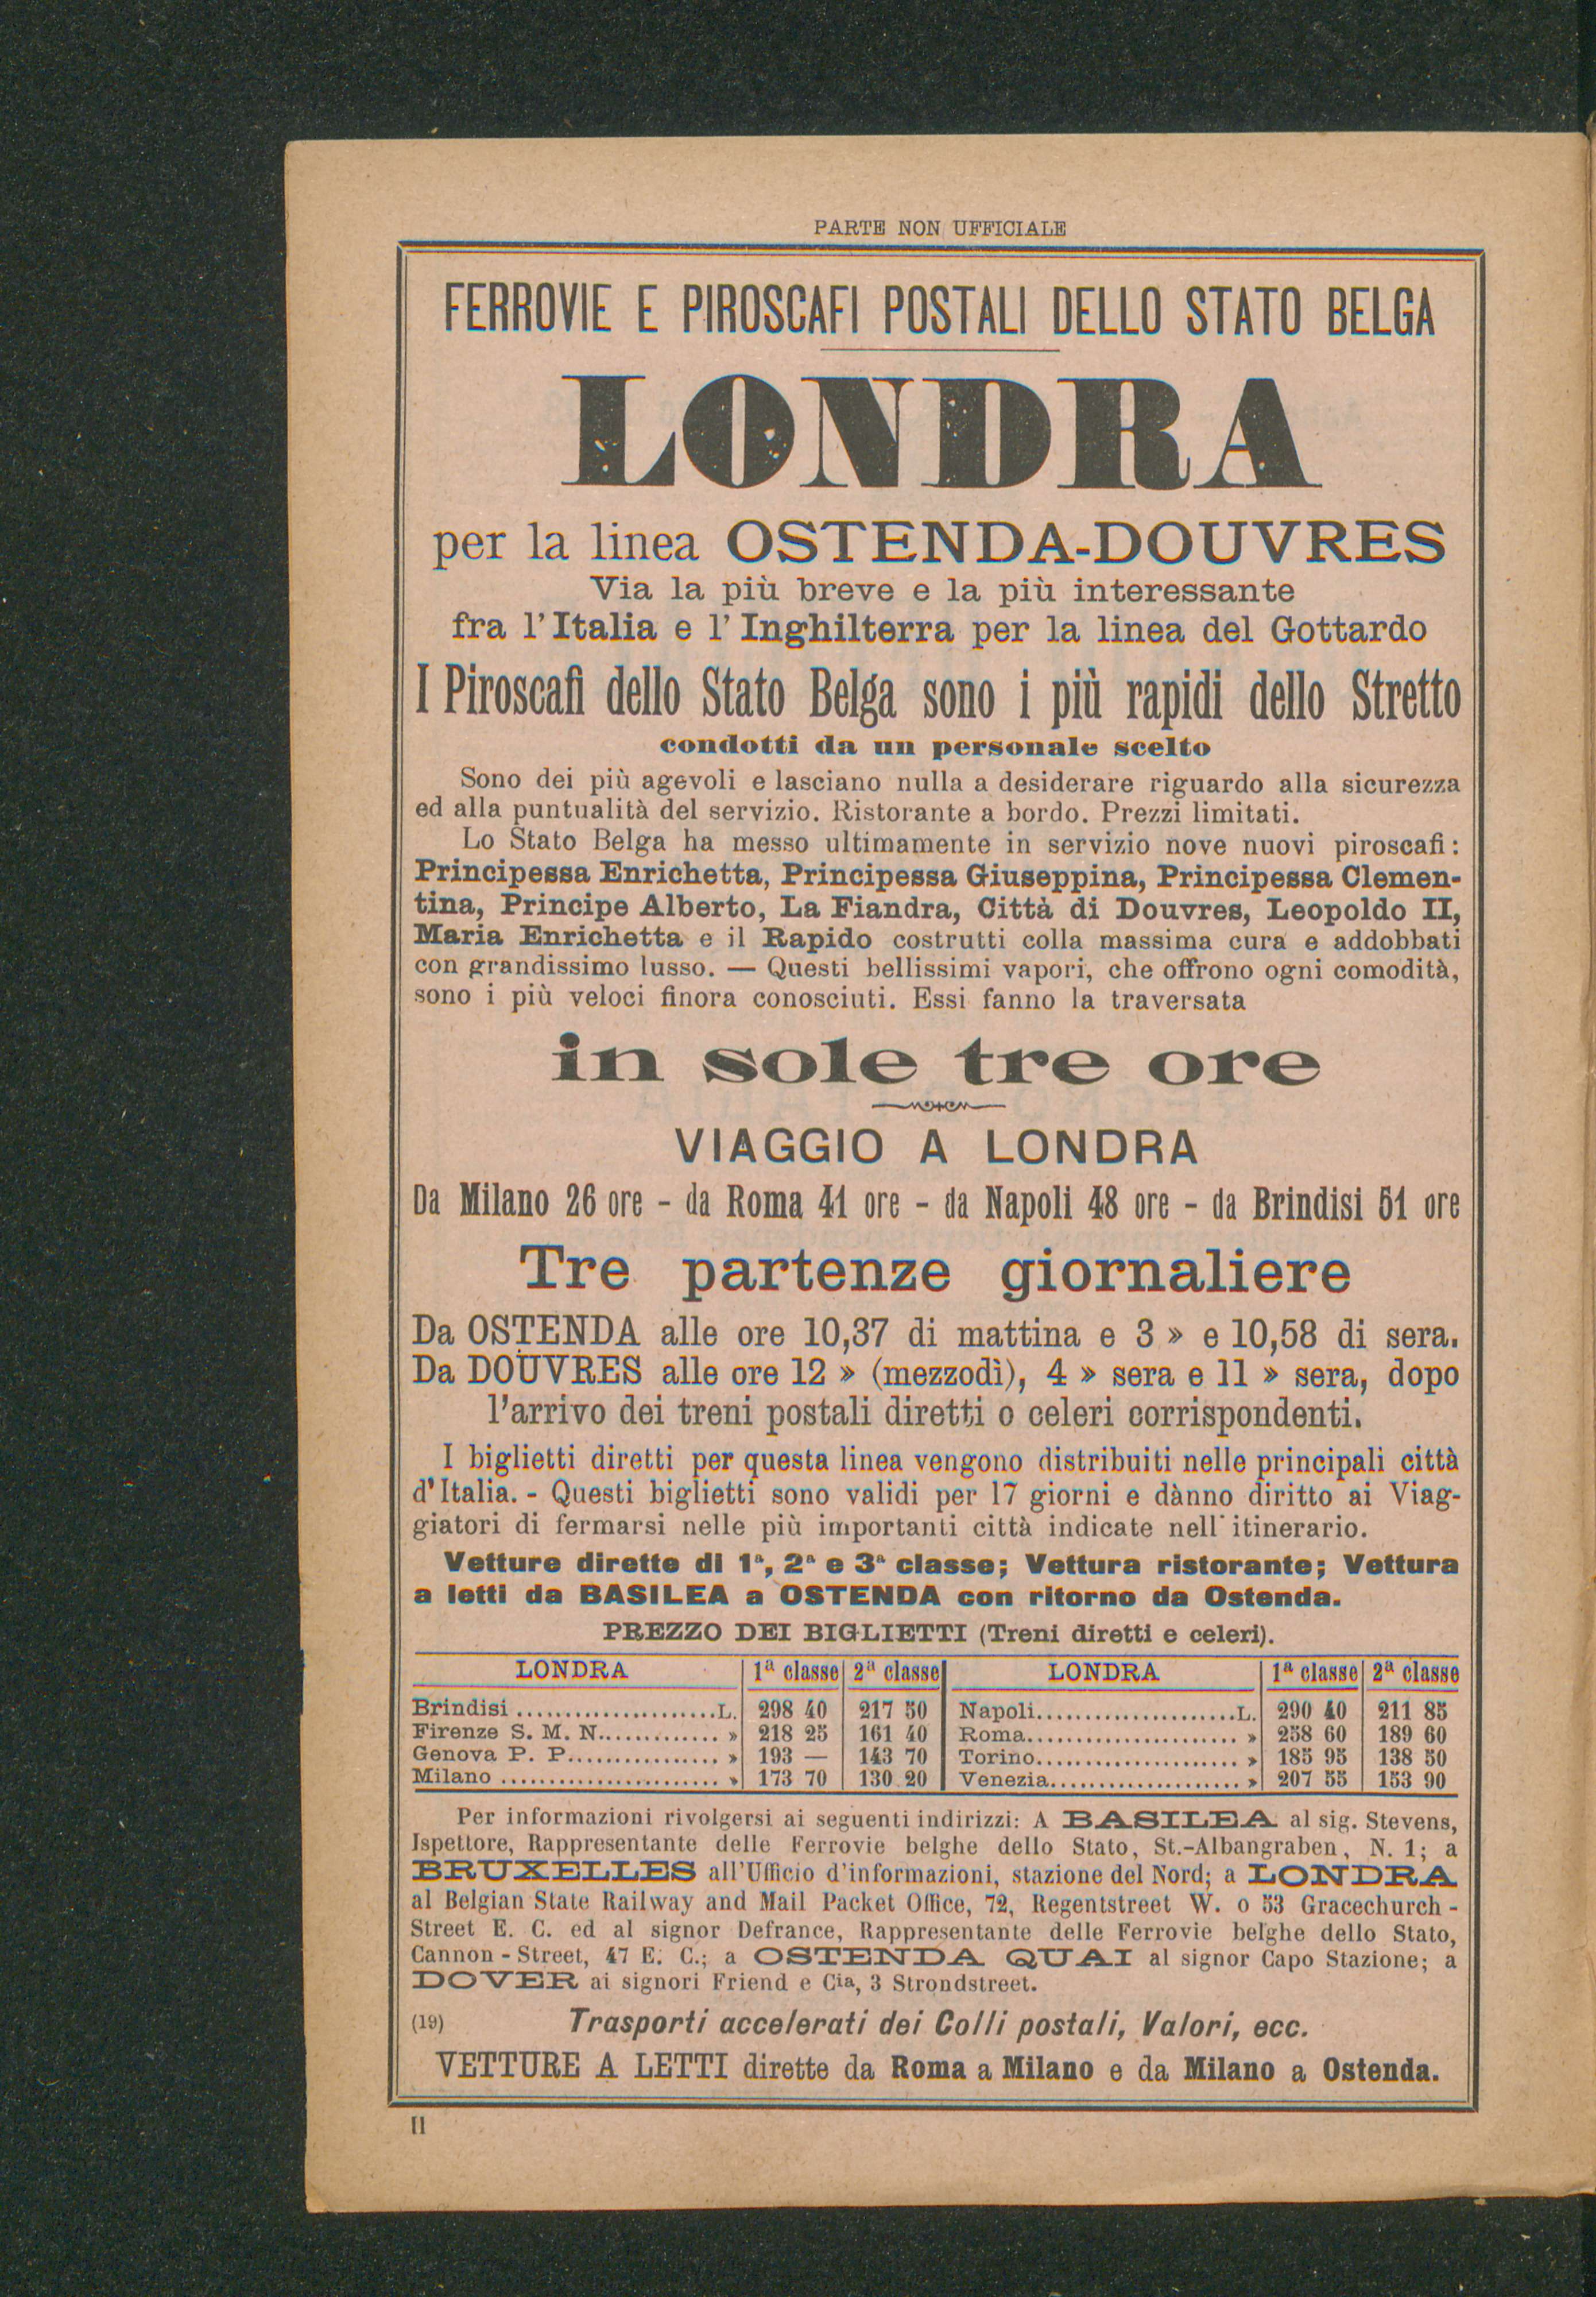 PARTE NON UFFICIALE
FERROVIE E PIROSCAFI POSTALI DELLO STATO BELGA
LONDRA
per la linea OSTENDA-DOUVRES
Via la più breve e la più interessante
fra l'Italia e l'Inghilterra per la linea del Gottardo
I Piroscafi dello Stato Belga sono i più rapidi dello Stretto
condotti da un personale scelto
Sono dei più agevoli e lasciano nulla a desiderare riguardo alla sicurezza
ed alla puntualità del servizio. Ristorante a bordo. Prezzi limitati.
Lo Stato Belga ha messo ultimamente in servizio nove nuovi piroscafi:
Principessa Enrichetta, Principessa Giuseppina, Principessa Clemen-
tina, Principe Alberto, La Fiandra, Città di Douvres, Leopoldo II,
Maria Enrichetta e il Rapido costrutti colla massima cura e addobbati
con grandissimo lusso. — Questi bellissimi vapori, che offrono ogni comodità,
sono i più veloci finora conosciuti. Essi fanno la traversata
in sole tre ore
VIAGGIO A LONDRA
Da Milano 26 ore - da Roma 41 ore - da Napoli 48 ore - da Brindisi 51 ore
Tre partenze giornaliere
Da OSTENDA alle ore 10,37 di mattina e 3 » e 10,58 di sera.
Da DOUVRES alle ore 12 » (mezzodì), 4 » sera e 11 » sera, dopo
l'arrivo dei treni postali diretti o celeri corrispondenti.
I biglietti diretti per questa linea vengono distribuiti nelle principali città
d'Italia. - Questi biglietti sono validi per 17 giorni e dànno diritto ai Viag-
giatori di fermarsi nelle più importanti città indicate nell'itinerario.
Vetture dirette di 1ª, 2ª e 3ª classe; Vettura ristorante; Vettura
a letti da BASILEA a OSTENDA con ritorno da Ostenda.
PREZZO DEI BIGLIETTI (Treni diretti e celeri).
LONDRA 1ª classe 2ª classe LONDRA 1ª classe 2ª classe
Brindisi .....................L. 298 40 217 50 Napoli.....................L. 290 40 211 85
Firenze S. M. N............. » 218 25 161 40 Roma...................... » 258 60 189 60
Genova P. P................ » 193 — 143 70 Torino..................... » 185 95 138 50
Milano ....................... » 173 70 130 20 Venezia.................... » 207 55 153 90
Per informazioni rivolgersi ai seguenti indirizzi: A BASILEA al sig. Stevens,
Ispettore, Rappresentante delle Ferrovie belghe dello Stato, St.-Albangraben, N. 1; a
BRUXELLES all'Ufficio d'informazioni, stazione del Nord; a LONDRA
al Belgian State Railway and Mail Packet Office, 72, Regentstreet W. o 53 Gracechurch -
Street E. C. ed al signor Defrance, Rappresentante delle Ferrovie belghe dello Stato,
Cannon - Street, 47 E. C.; a OSTENDA QUAI al signor Capo Stazione; a
DOVER ai signori Friend e Cia, 3 Strondstreet.
(19) Trasporti accelerati dei Colli postali, Valori, ecc.
VETTURE A LETTI dirette da Roma a Milano e da Milano a Ostenda.
II